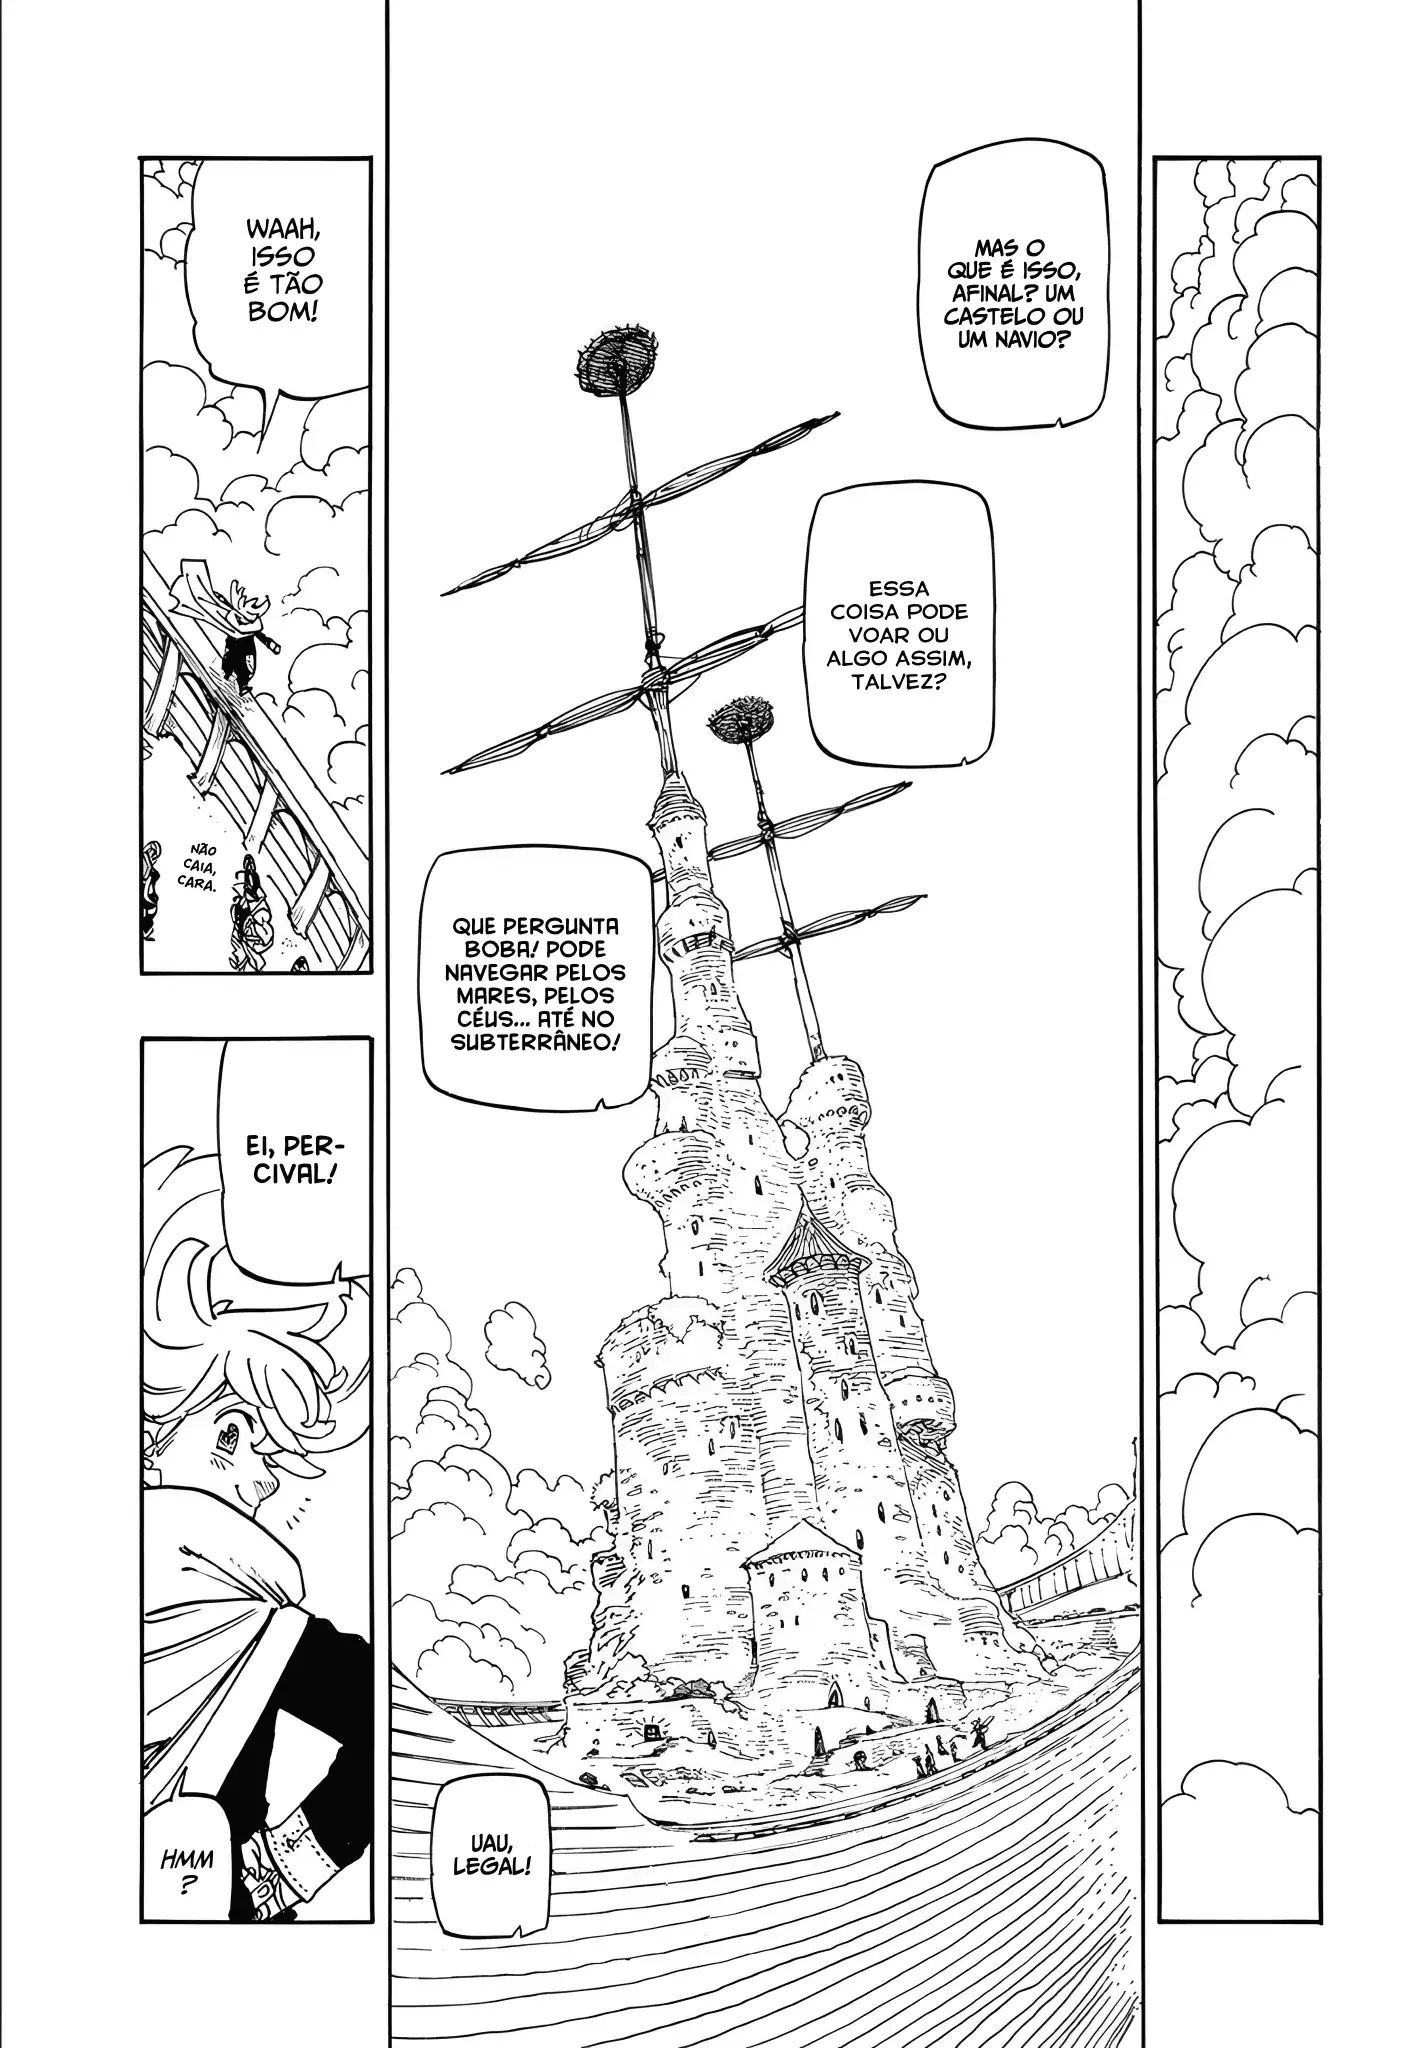 MAS O
QUE É ISSO,
AFINAL? UM
CASTELO OU
UM NAVIO?
ESSA
COISA PODE
VOAR OU
ALGO ASSIM,
TALVEZ?
QUE PERGUNTA
BOBA! PODE
NAVEGAR PELOS
MARES, PELOS
CÉUS... ATÉ NO
SUBTERRÂNEO!
UAU,
LEGAL!
WAAH,
ISSO
É TÃO
BOM!
NÃO
CAIA,
CARA.
EI, PER-
CIVAL!
HMM
?